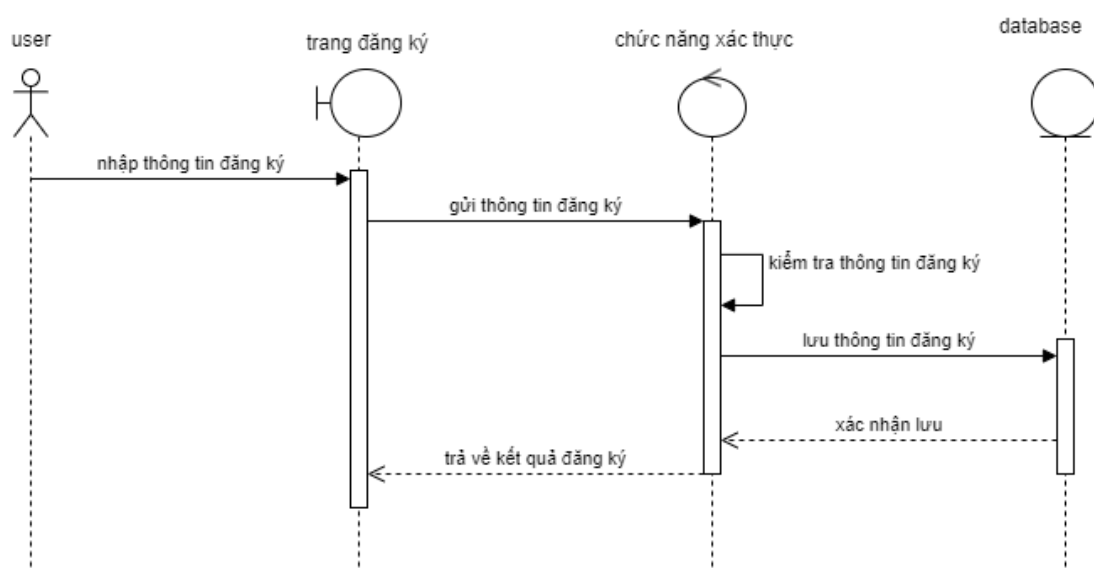 user
trang đăng ký
chức năng xác thực
database
nhập thông tin đăng ký
gửi thông tin đăng ký
kiểm tra thông tin đăng ký
lưu thông tin đăng ký
xác nhận lưu
trả về kết quả đăng ký